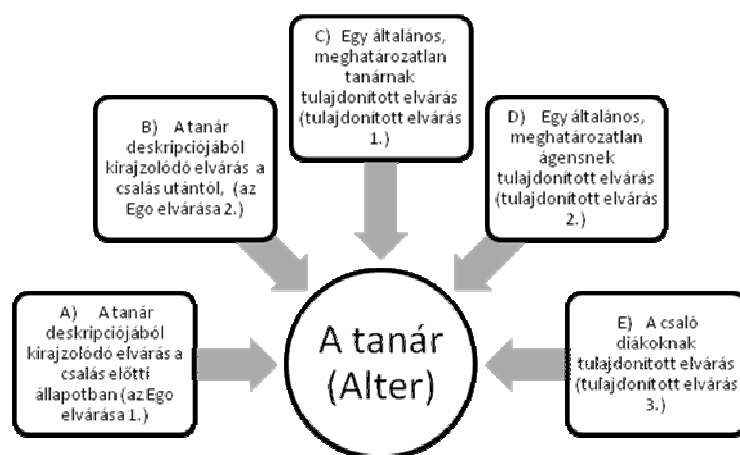 A) A tanár
deskripciójából
kirajzolódó elvárás a
csalás előtti
állapotban (az Ego
elvárása 1.)
B) A tanár
deskripciójából
kirajzolódó elvárás a
csalás utántól, (az
Ego elvárása 2.)
C) Egy általános,
meghatározatlan
tanárnak
tulajdonított elvárás
(tulajdonított elvárás
1.)
D) Egy általános,
meghatározatlan
ágensnek
tulajdonított elvárás
(tulajdonított elvárás
2.)
E) A csaló
diákoknak
tulajdonított elvárás
(tulajdonított elvárás
3.)
A tanár
(Alter)